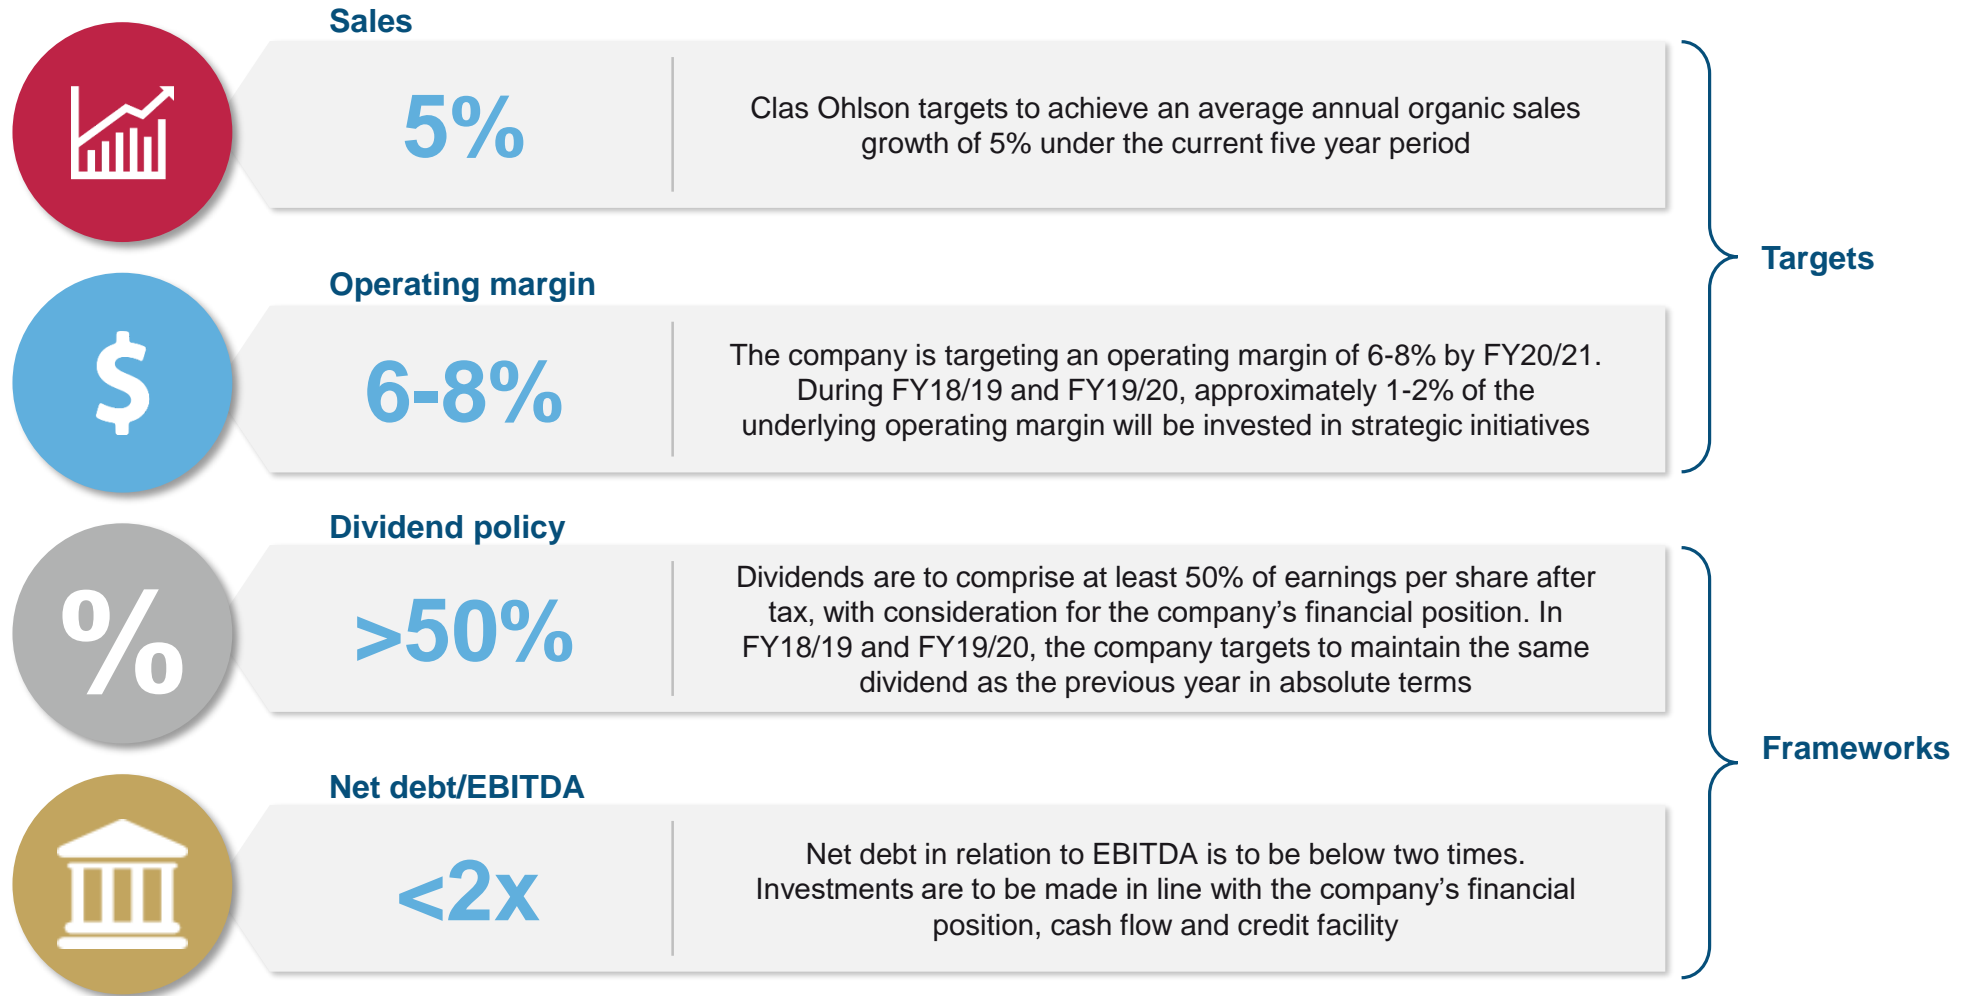 Sales
5%
Clas Ohlson targets to achieve an average annual organic sales
growth of 5% under the current five year period
Operating margin
$
6-8%
The company is targeting an operating margin of 6-8% by FY20/21.
During FY18/19 and FY19/20, approximately 1-2% of the
underlying operating margin will be invested in strategic initiatives
Targets
Dividend policy
%
>50%
Dividends are to comprise at least 50% of earnings per share after
tax, with consideration for the company’s financial position. In
FY18/19 and FY19/20, the company targets to maintain the same
dividend as the previous year in absolute terms
Net debt/EBITDA
<2x
Net debt in relation to EBITDA is to be below two times.
Investments are to be made in line with the company’s financial
position, cash flow and credit facility
Frameworks